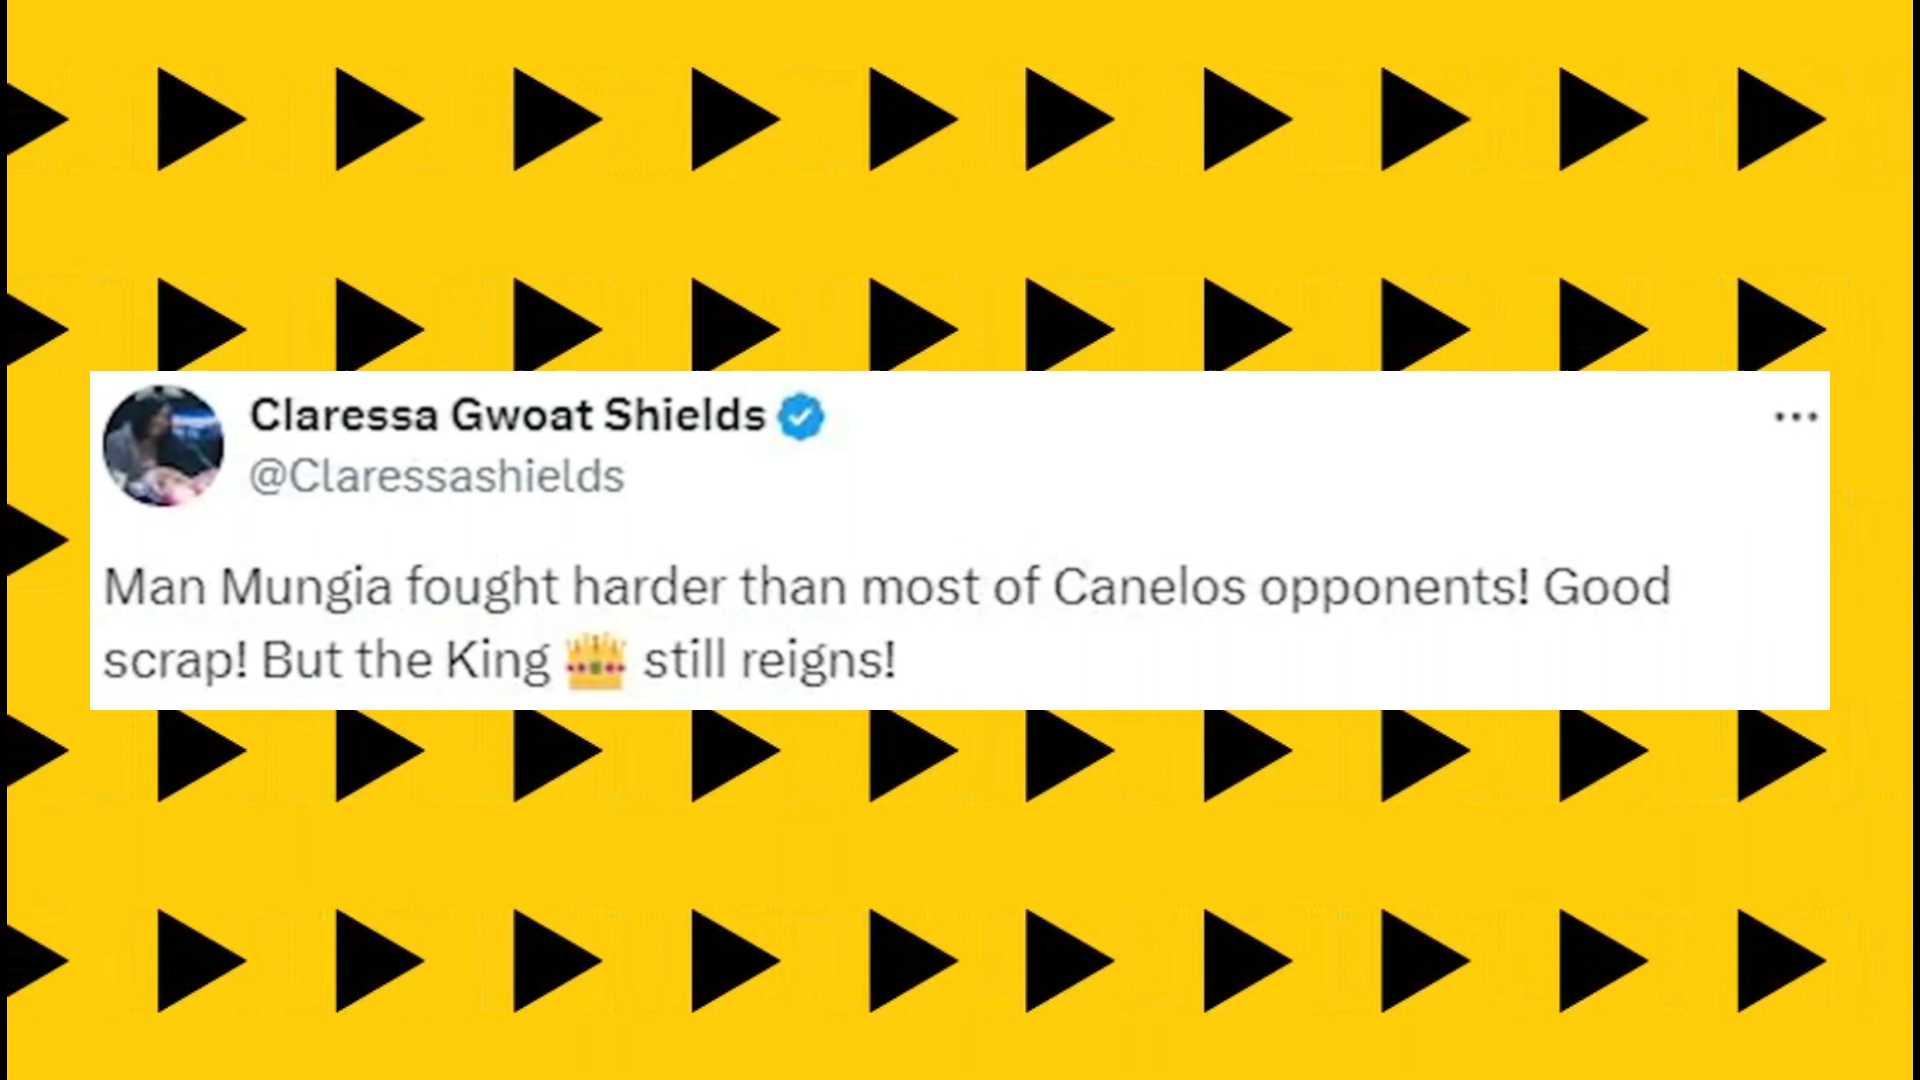 Claressa Gwoat Shields
@Claressashields
Man Mungia fought harder than most of Canelos opponents! Good
scrap! But the King 👑 still reigns!